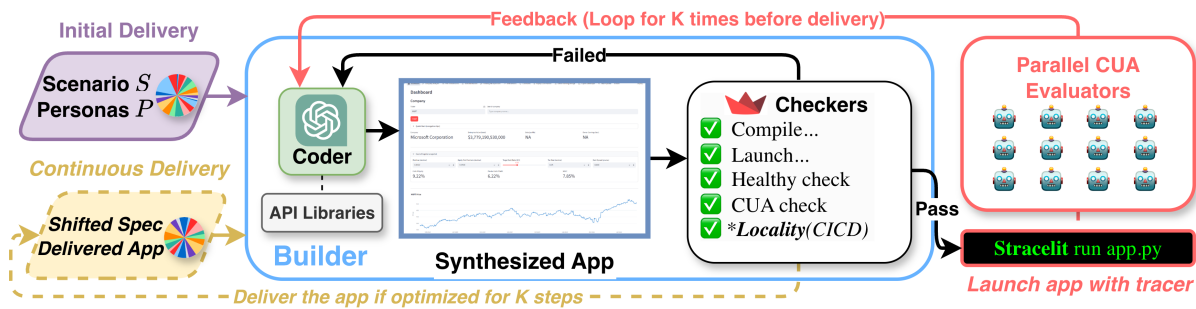 Feedback (Loop for K times before delivery)
Initial Delivery
Scenario S
Personas P
Continuous Delivery
Shifted Spec
Delivered App
Failed
Coder
API Libraries
Builder
Dashboard
Company
Microsoft Corporation
Synthesized App
Checkers
Compile...
Launch...
Healthy check
CUA check
*Locality(CICD)
Pass
Parallel CUA
Evaluators
Stracelit run app.py
Launch app with tracer
Deliver the app if optimized for K steps